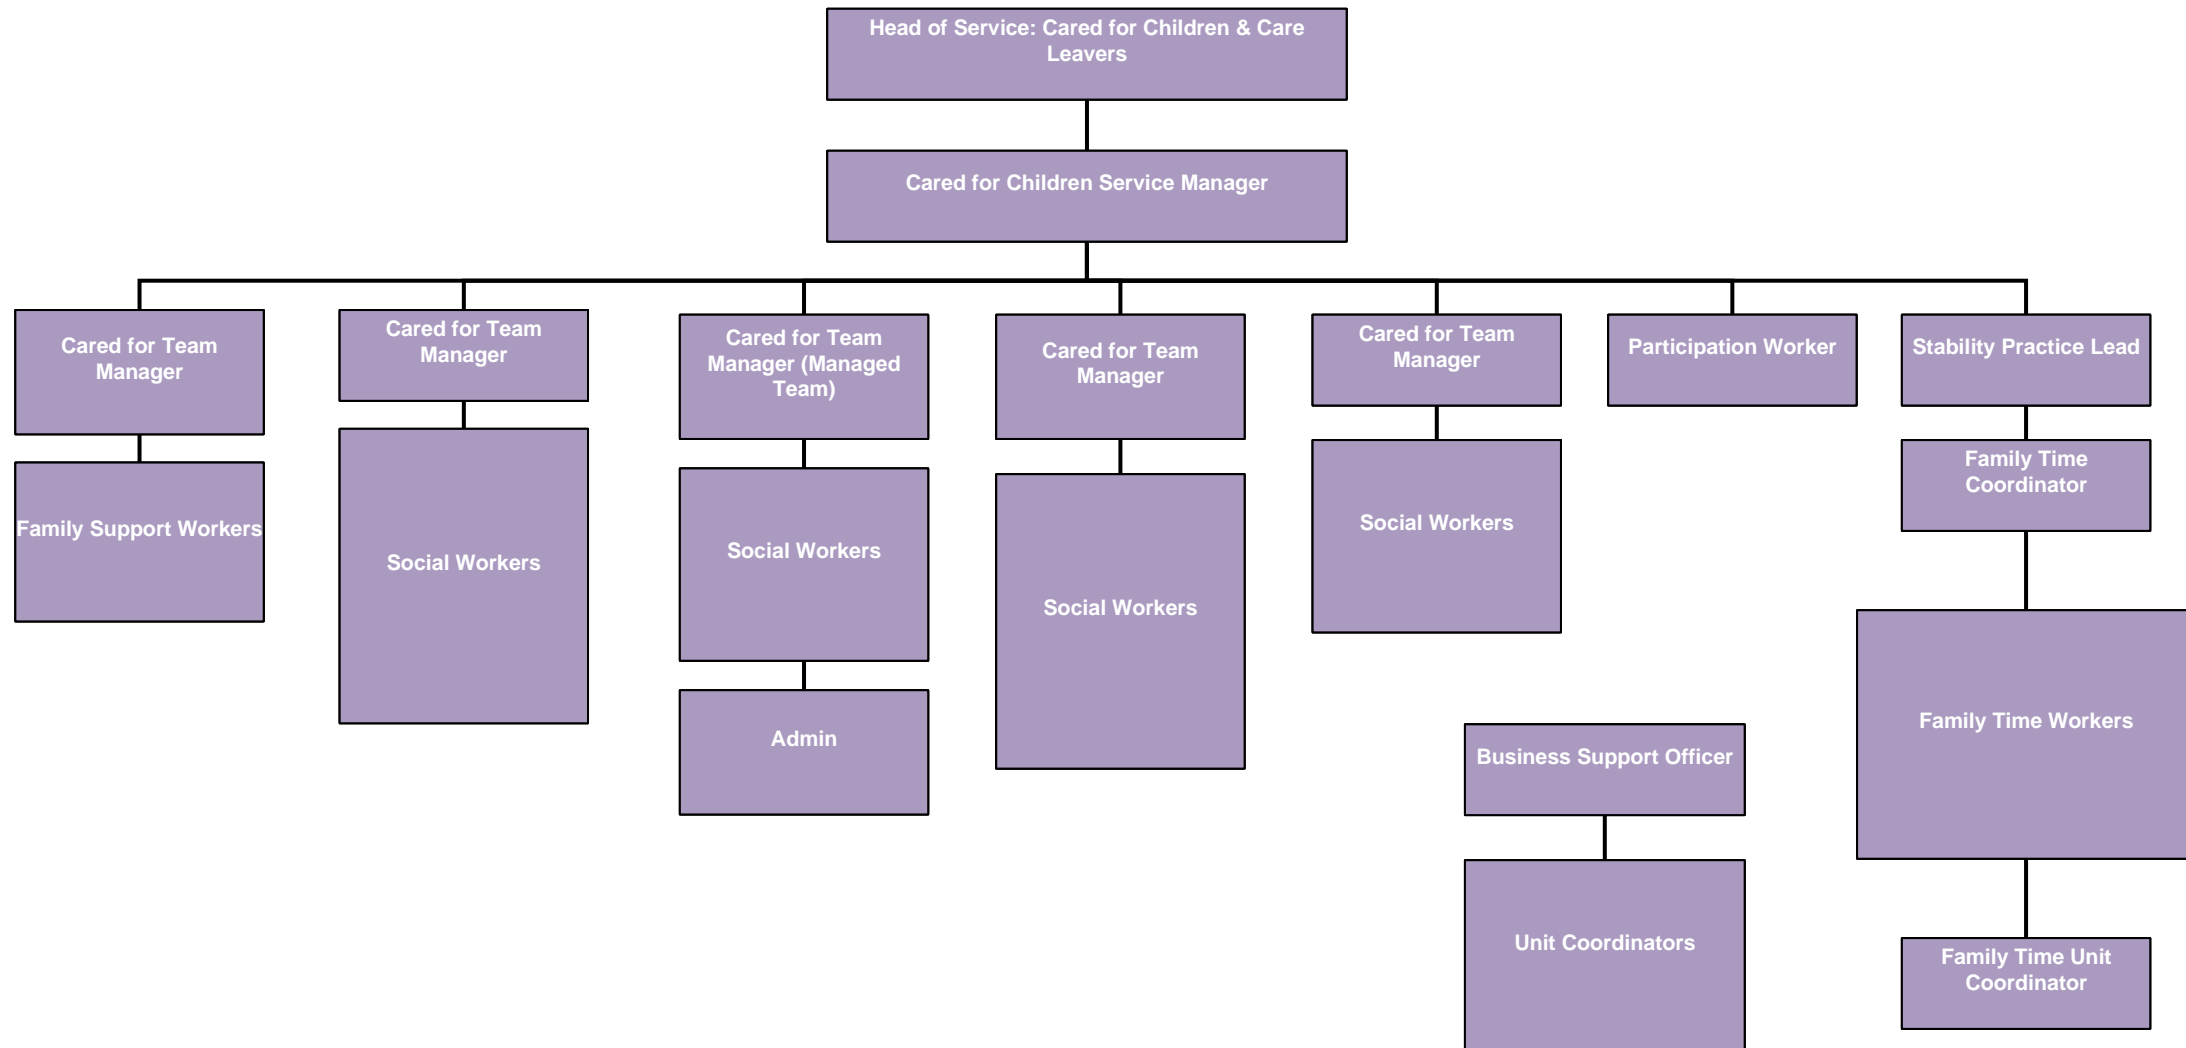 Head of Service: Cared for Children & Care
Leavers
Cared for Children Service Manager
Cared for Team
Manager
Cared for Team
Manager
Cared for Team
Manager (Managed
Team)
Cared for Team
Manager
Cared for Team
Manager
Participation Worker
Stability Practice Lead
Family Support Workers
Social Workers
Social Workers
Social Workers
Social Workers
Family Time
Coordinator
Admin
Business Support Officer
Family Time Workers
Unit Coordinators
Family Time Unit
Coordinator